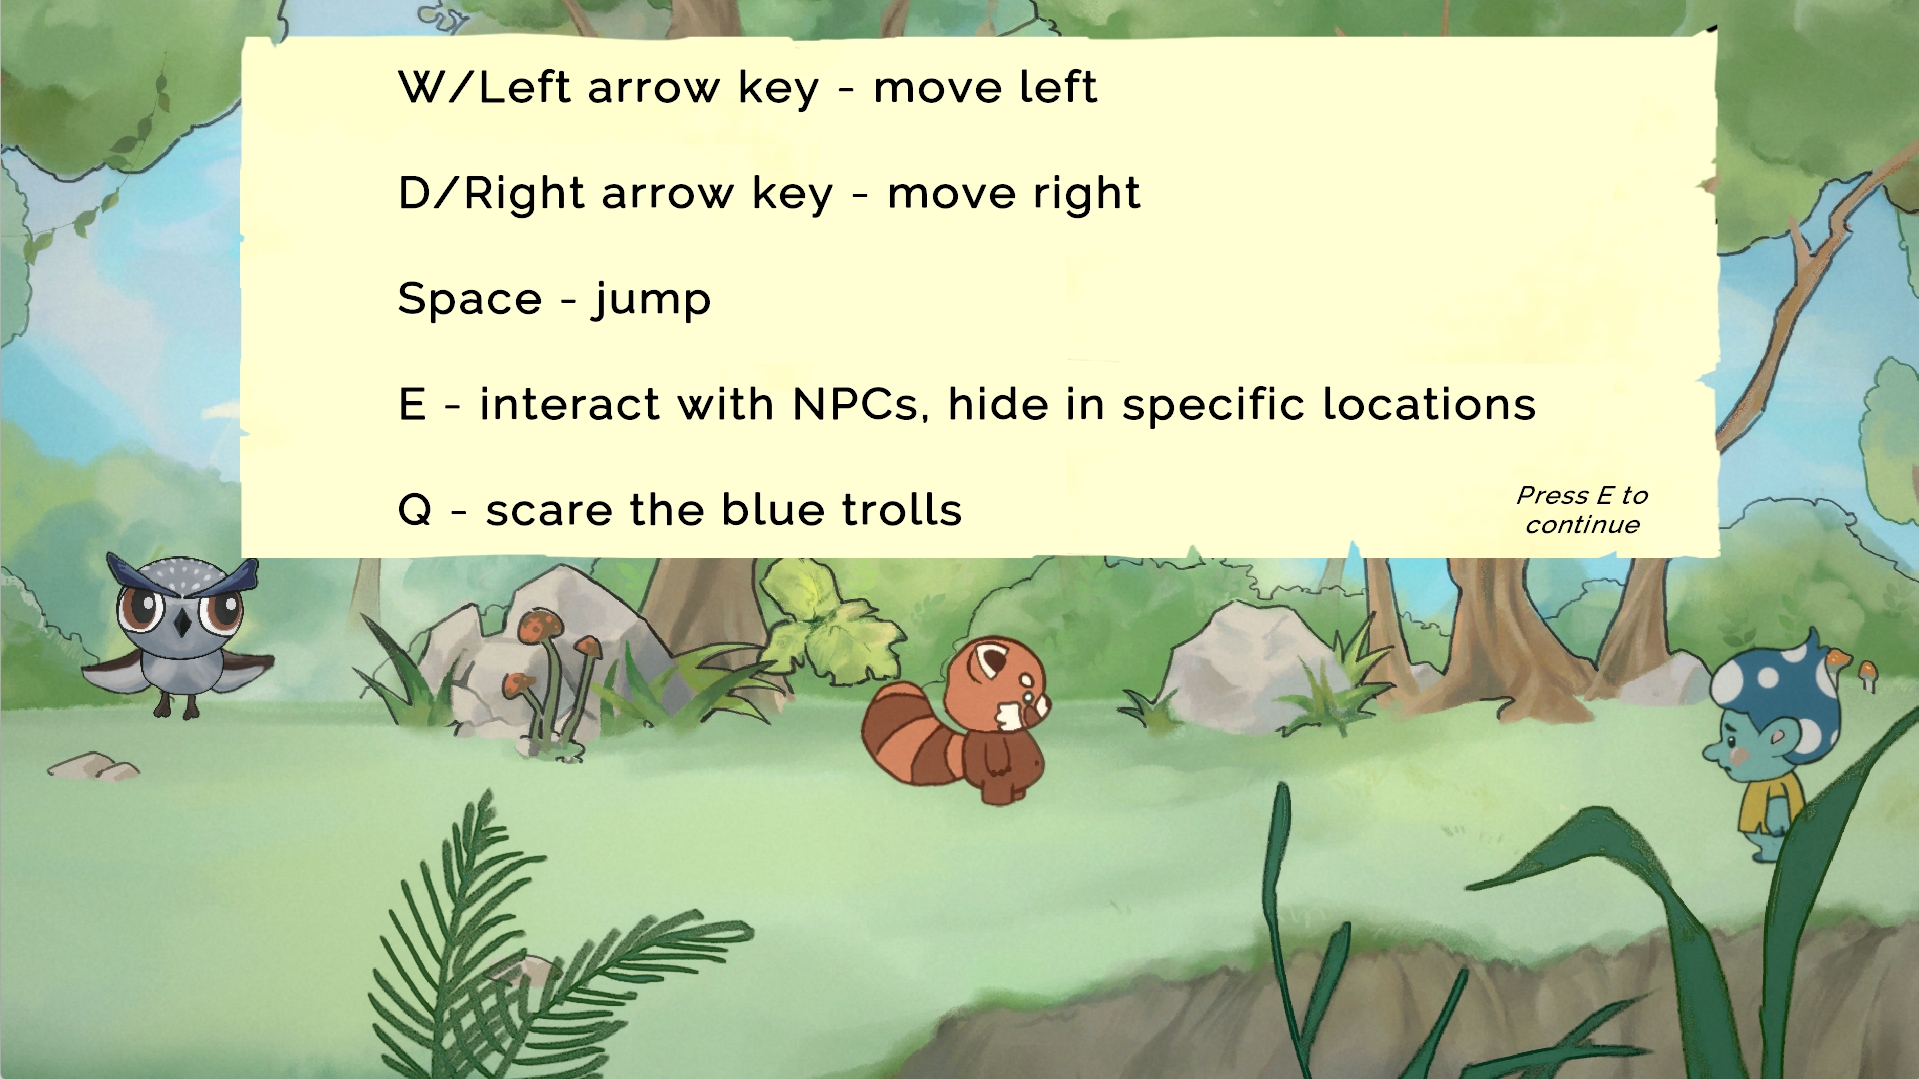 W/Left arrow key - move left
D/Right arrow key - move right
Space - jump
E - interact with NPCs, hide in specific locations
Q - scare the blue trolls
Press E to
continue